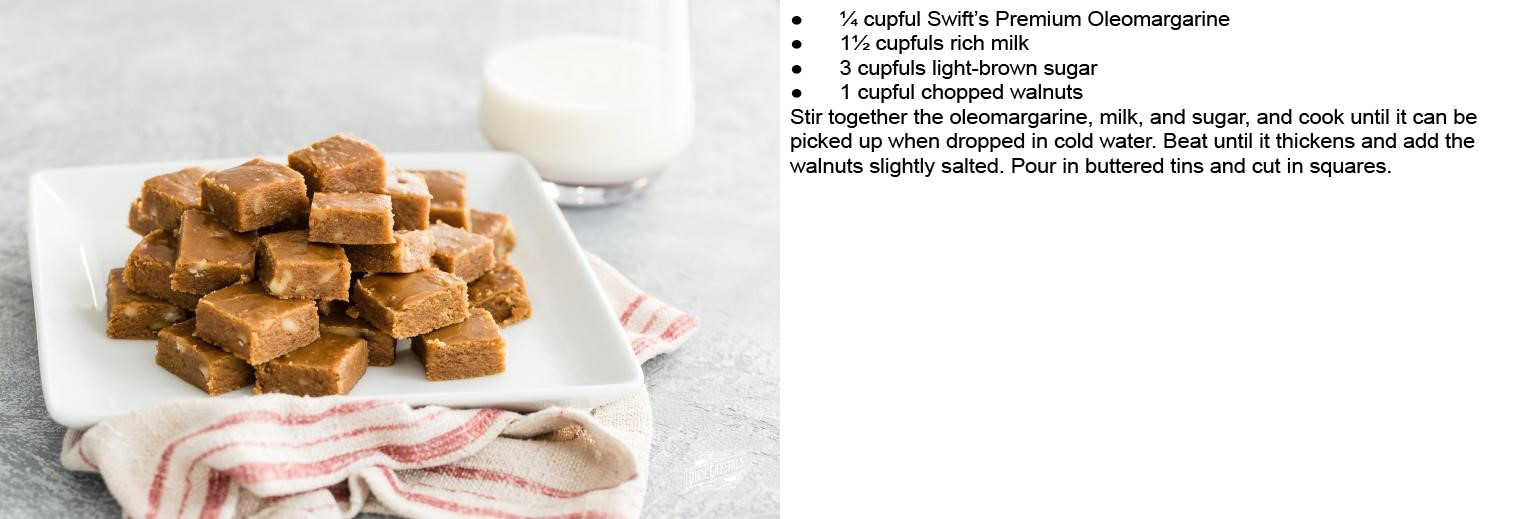 ● ¼ cupful Swift’s Premium Oleomargarine
● 1½ cupfuls rich milk
● 3 cupfuls light-brown sugar
● 1 cupful chopped walnuts
Stir together the oleomargarine, milk, and sugar, and cook until it can be
picked up when dropped in cold water. Beat until it thickens and add the
walnuts slightly salted. Pour in buttered tins and cut in squares.
DIXIE CRYSTALS